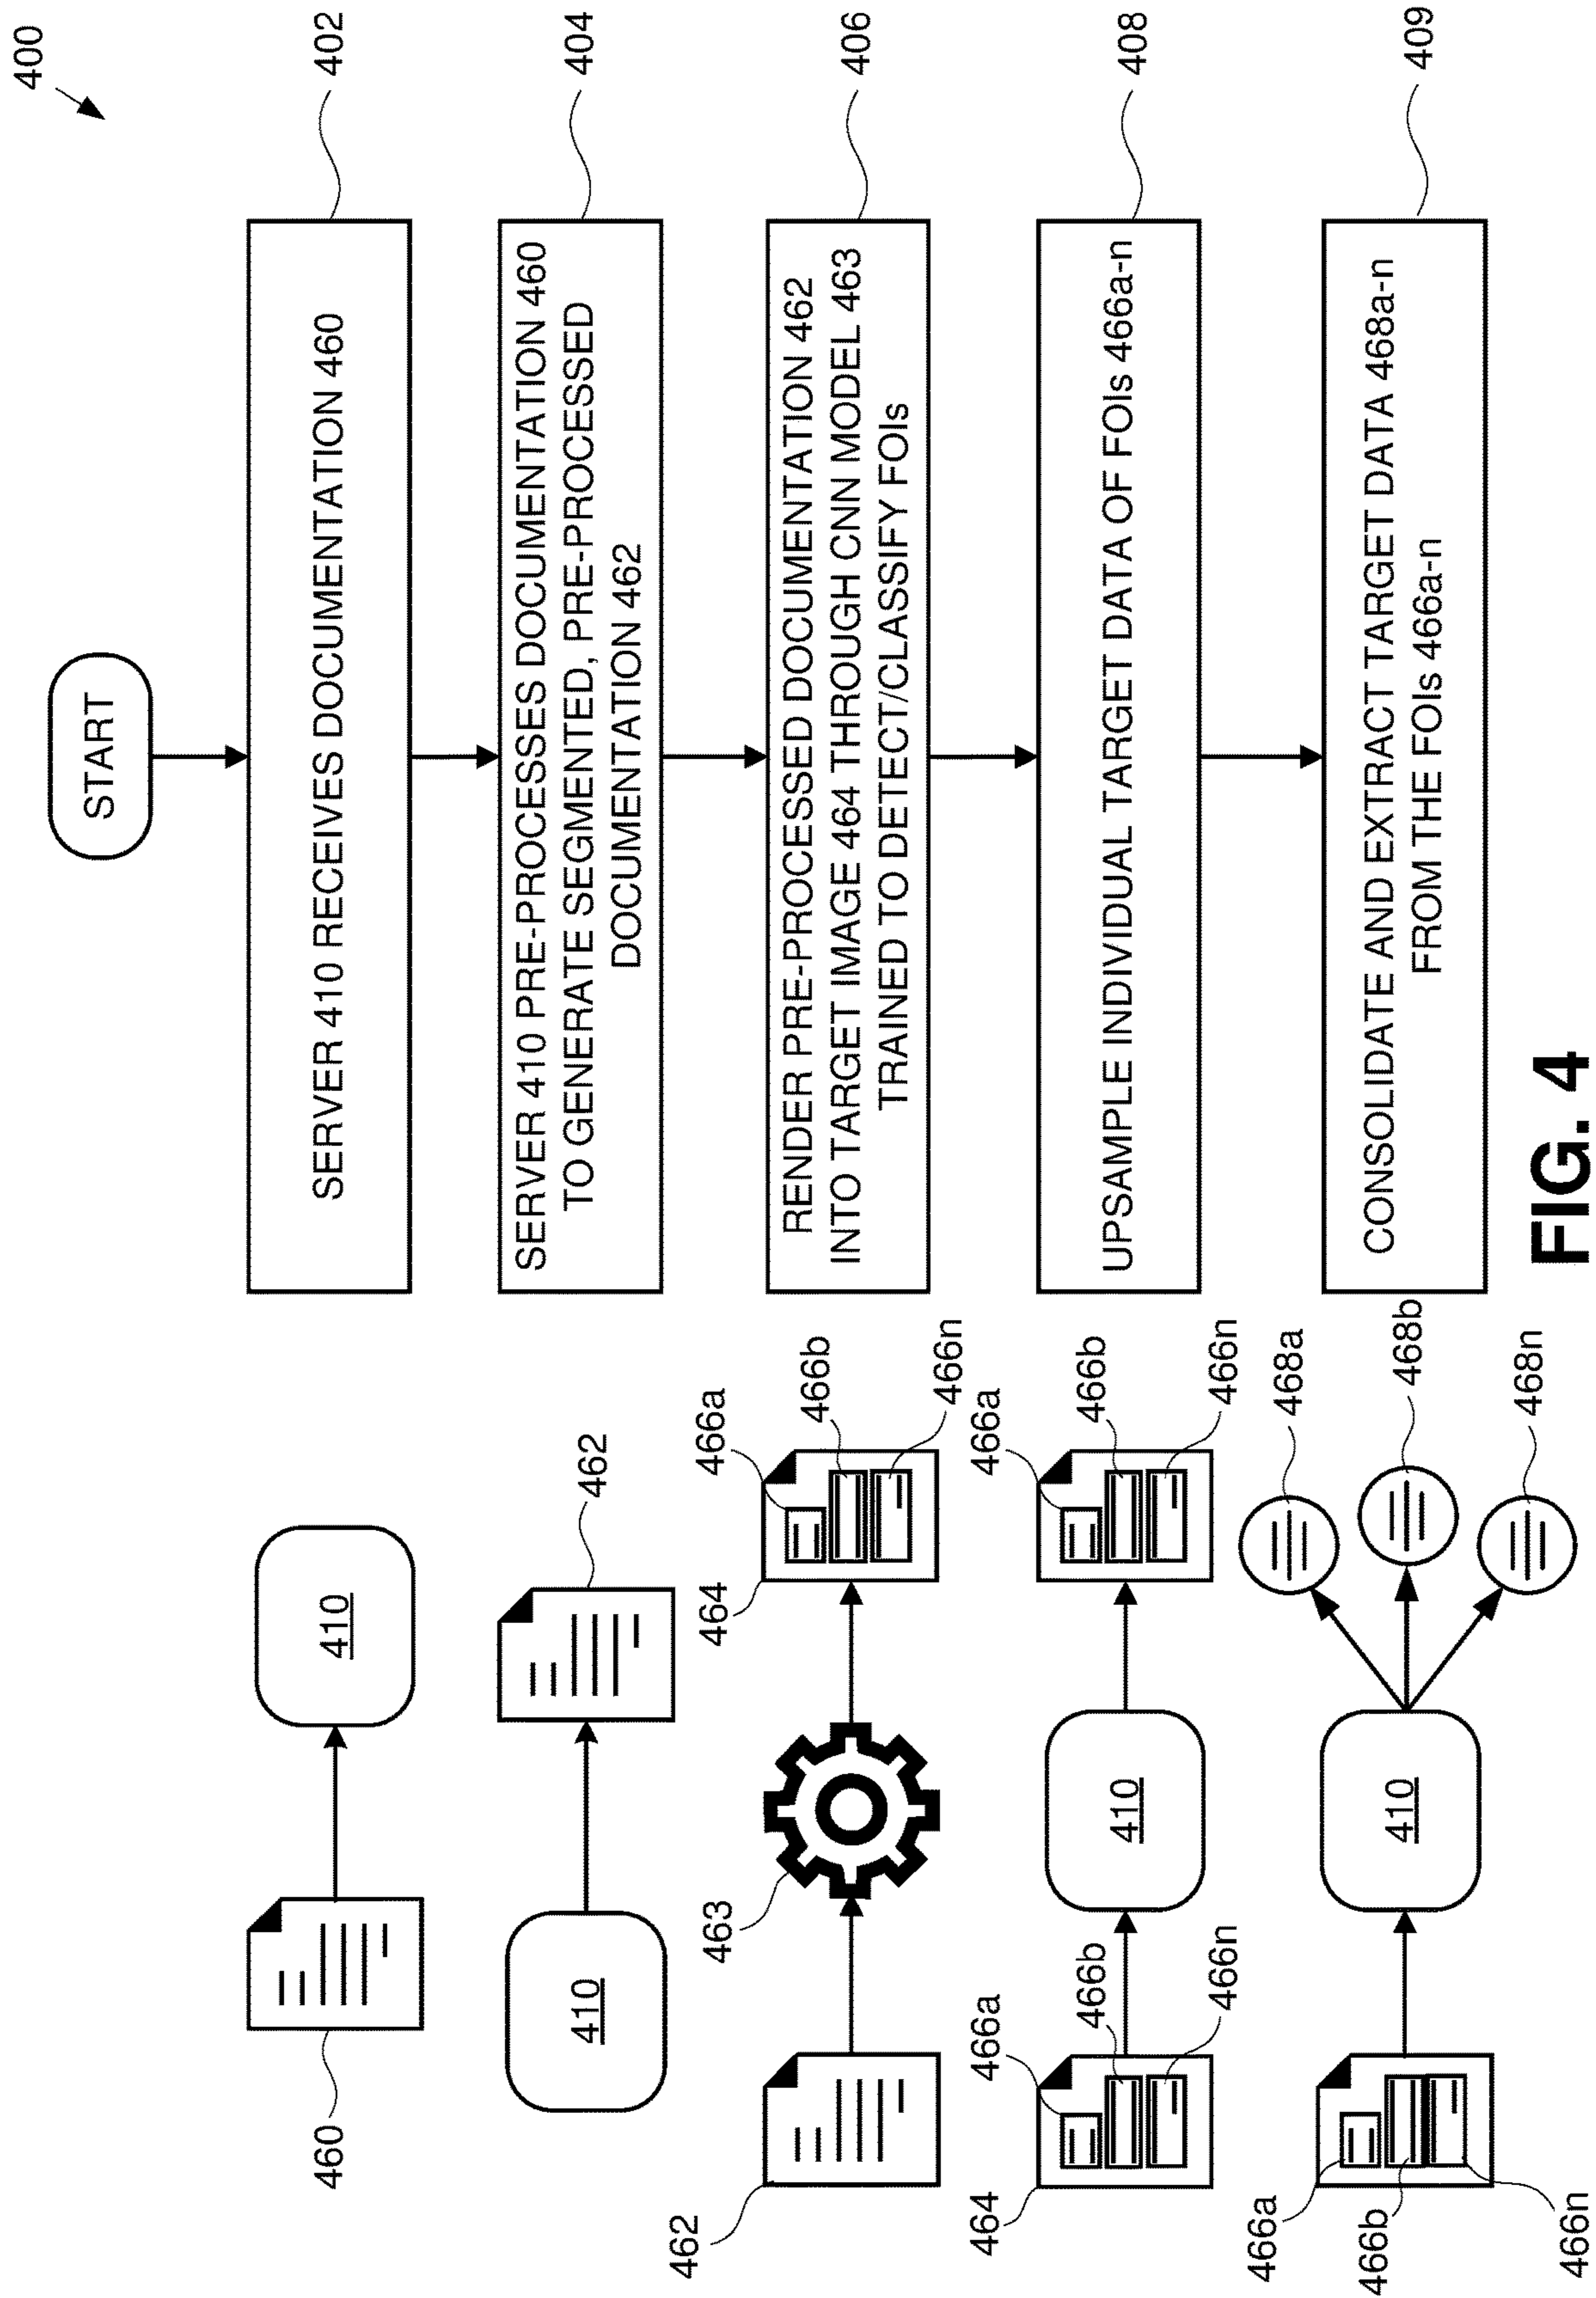 400
START
460
410
SERVER 410 RECEIVES DOCUMENTATION 460
402
410
462
SERVER 410 PRE-PROCESSES DOCUMENTATION 460
TO GENERATE SEGMENTED, PRE-PROCESSED
DOCUMENTATION 462
404
462
463
464
466a
466b
466n
RENDER PRE-PROCESSED DOCUMENTATION 462
INTO TARGET IMAGE 464 THROUGH CNN MODEL 463
TRAINED TO DETECT/CLASSIFY FOIs
406
464
466a
466b
466n
410
466a
466b
466n
UPSAMPLE INDIVIDUAL TARGET DATA OF FOIs 466a-n
408
466a
466b
466n
410
468a
468b
468n
CONSOLIDATE AND EXTRACT TARGET DATA 468a-n
FROM THE FOIs 466a-n
409
FIG. 4